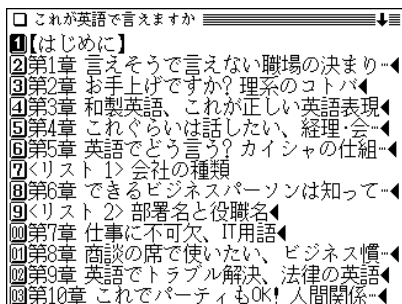 □ これが英語で言えますか
1【はじめに】
2第1章 言えそうで言えない職場の決まり…◀
3第2章 お手上げですか? 理系のコトバ◀
4第3章 和製英語、これが正しい英語表現◀
5第4章 これぐらいは話したい、経理・会…◀
6第5章 英語でどう言う? カイシャの仕組…◀
7<リスト 1> 会社の種類
8第6章 できるビジネスパーソンは知って…◀
9<リスト 2> 部署名と役職名◀
00第7章 仕事に不可欠、IT用語◀
01第8章 商談の席で使いたい、ビジネス慣…◀
02第9章 英語でトラブル解決、法律の英語◀
03第10章 これでパーティもOK! 人間関係…◀